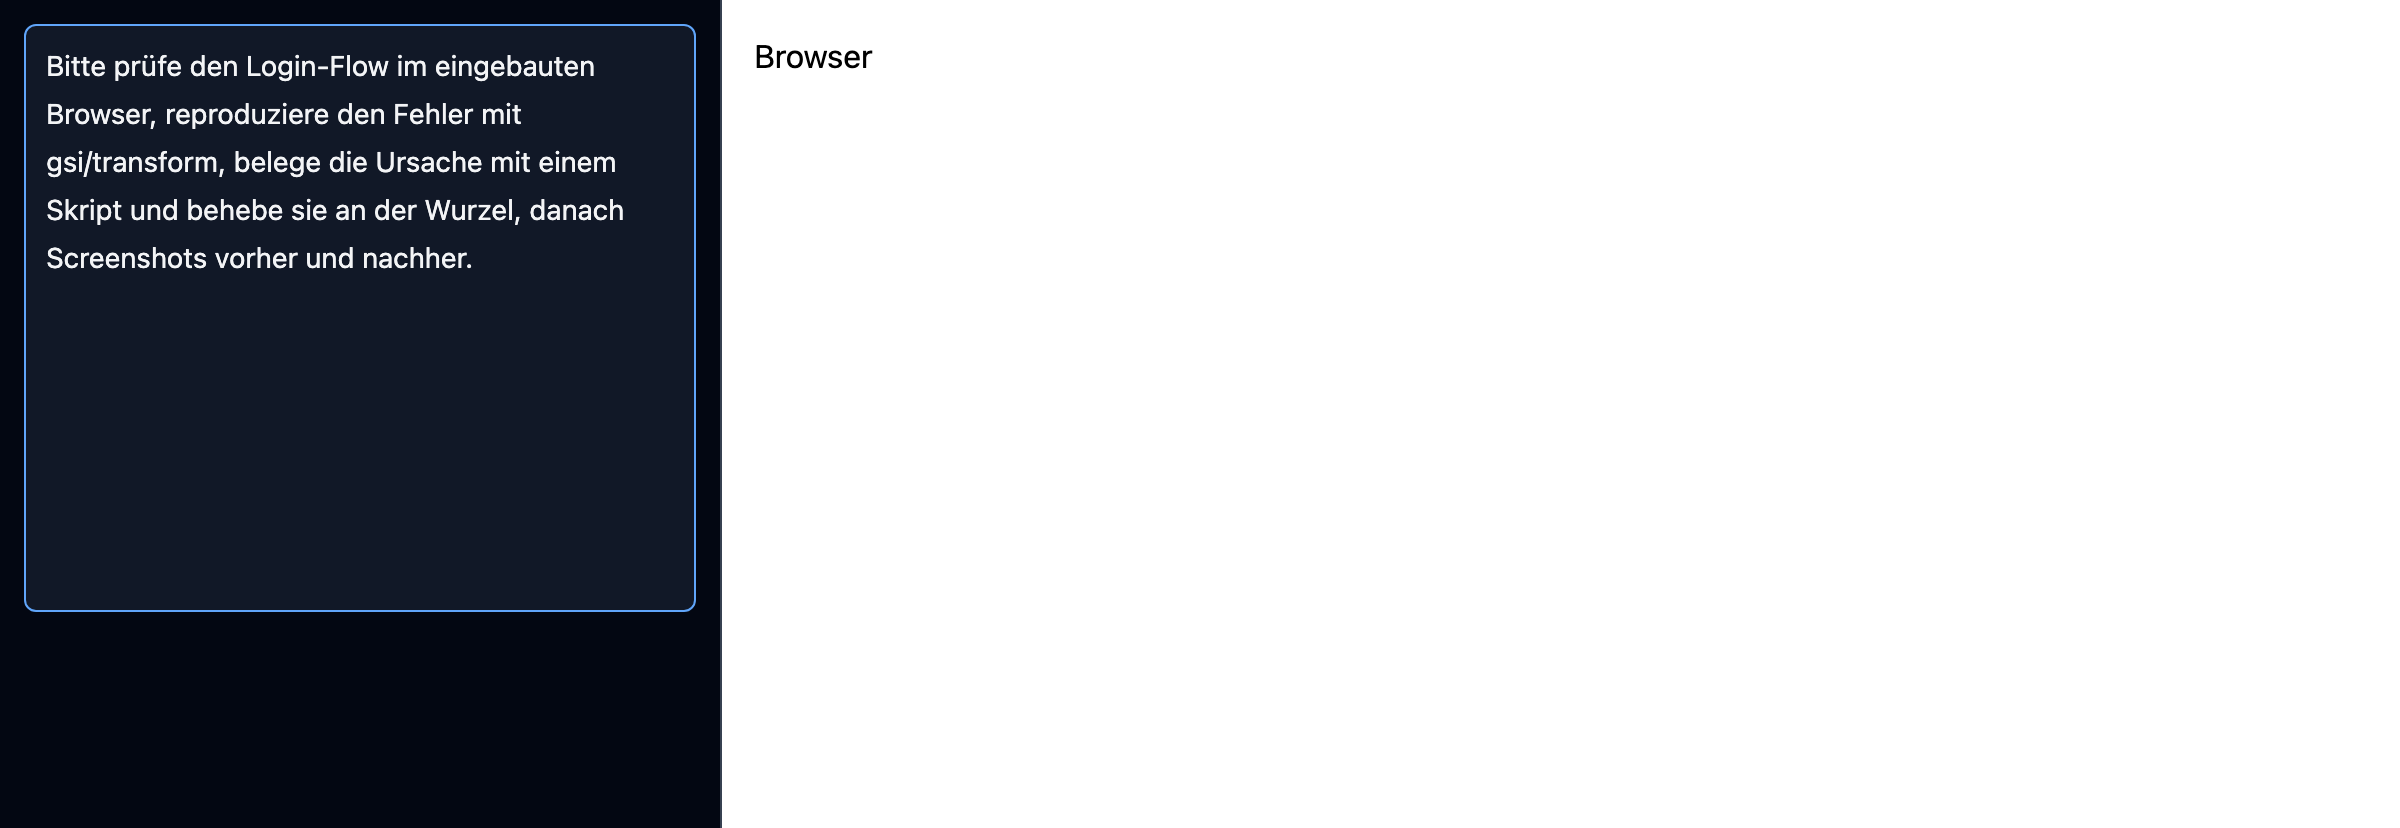 Bitte prüfe den Login-Flow im eingebauten
Browser, reproduziere den Fehler mit
gsi/transform, belege die Ursache mit einem
Skript und behebe sie an der Wurzel, danach
Screenshots vorher und nachher.
Browser